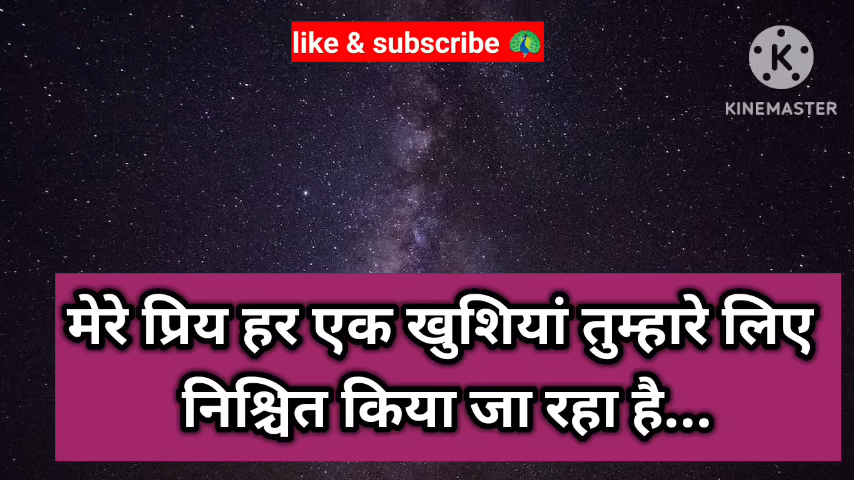 like & subscribe 🦚
KINEMASTER
मेरे प्रिय हर एक खुशियां तुम्हारे लिए
निश्चित किया जा रहा है...